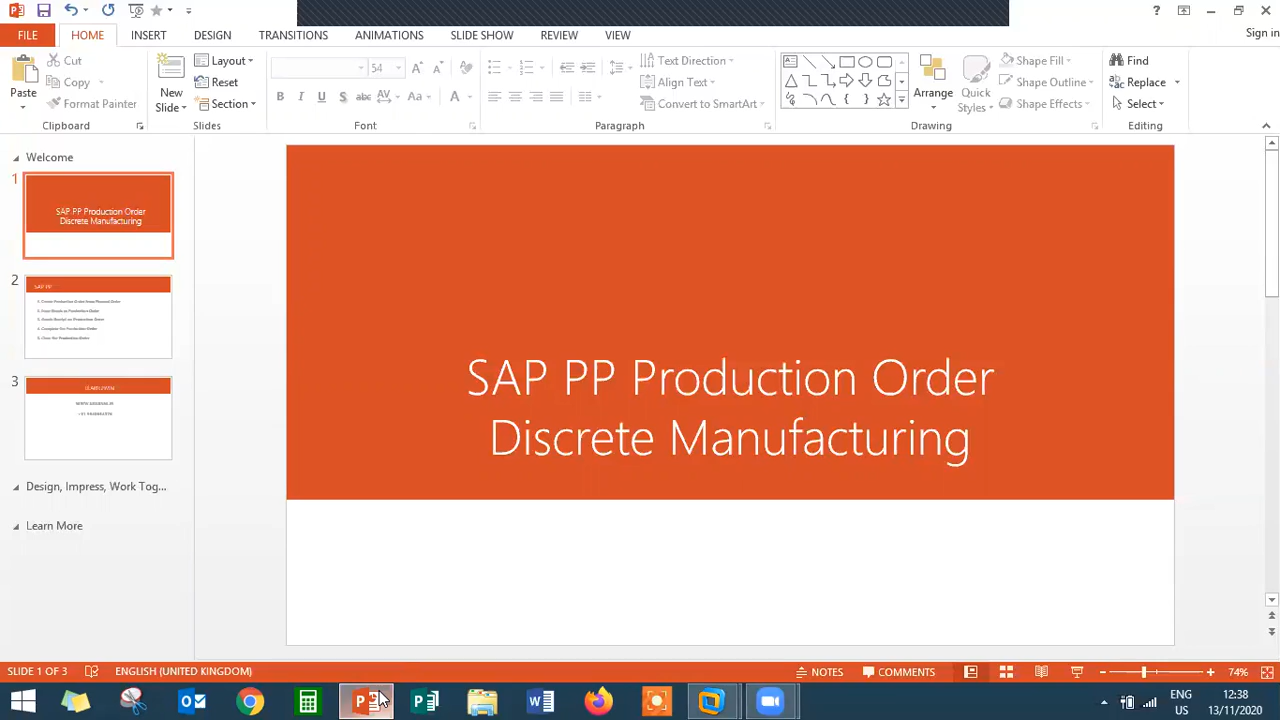 Sign in
FILE HOME INSERT DESIGN TRANSITIONS ANIMATIONS SLIDE SHOW REVIEW VIEW
Paste
Cut
Copy
Format Painter
Clipboard
New
Slide
Layout
Reset
Section
Slides
54
Font
Text Direction
Align Text
Convert to SmartArt
Paragraph
Arrange
Quick
Styles
Shape Fill
Shape Outline
Shape Effects
Drawing
Find
Replace
Select
Editing
Welcome
1
SAP PP Production Order
Discrete Manufacturing
2
SAP PP
3
Design, Impress, Work Tog...
Learn More
SAP PP Production Order
Discrete Manufacturing
SLIDE 1 OF 3 ENGLISH (UNITED KINGDOM) NOTES COMMENTS 74%
ENG
US
12:38
13/11/2020